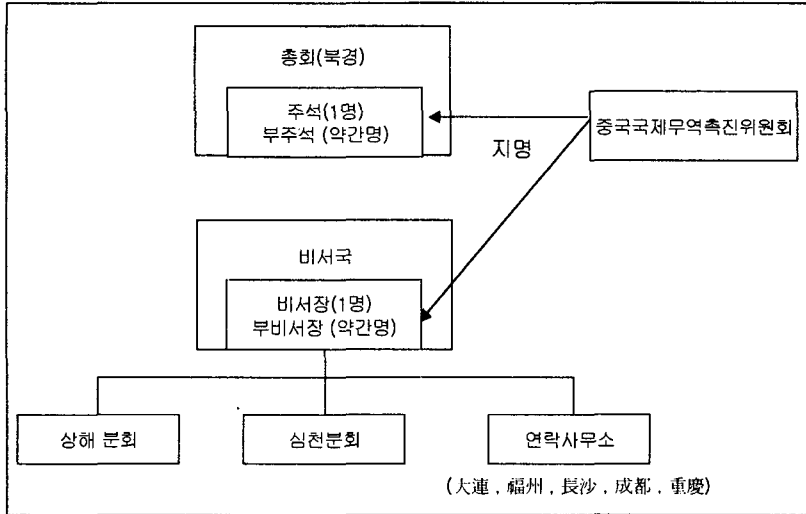 총회(북경)
주석(1명)
부주석 (약간명)
중국국제무역촉진위원회
지명
비서국
비서장(1명)
부비서장 (약간명)
상해 분회
심천분회
연락사무소
(大連 , 福州 , 長沙 , 成都 , 重慶)